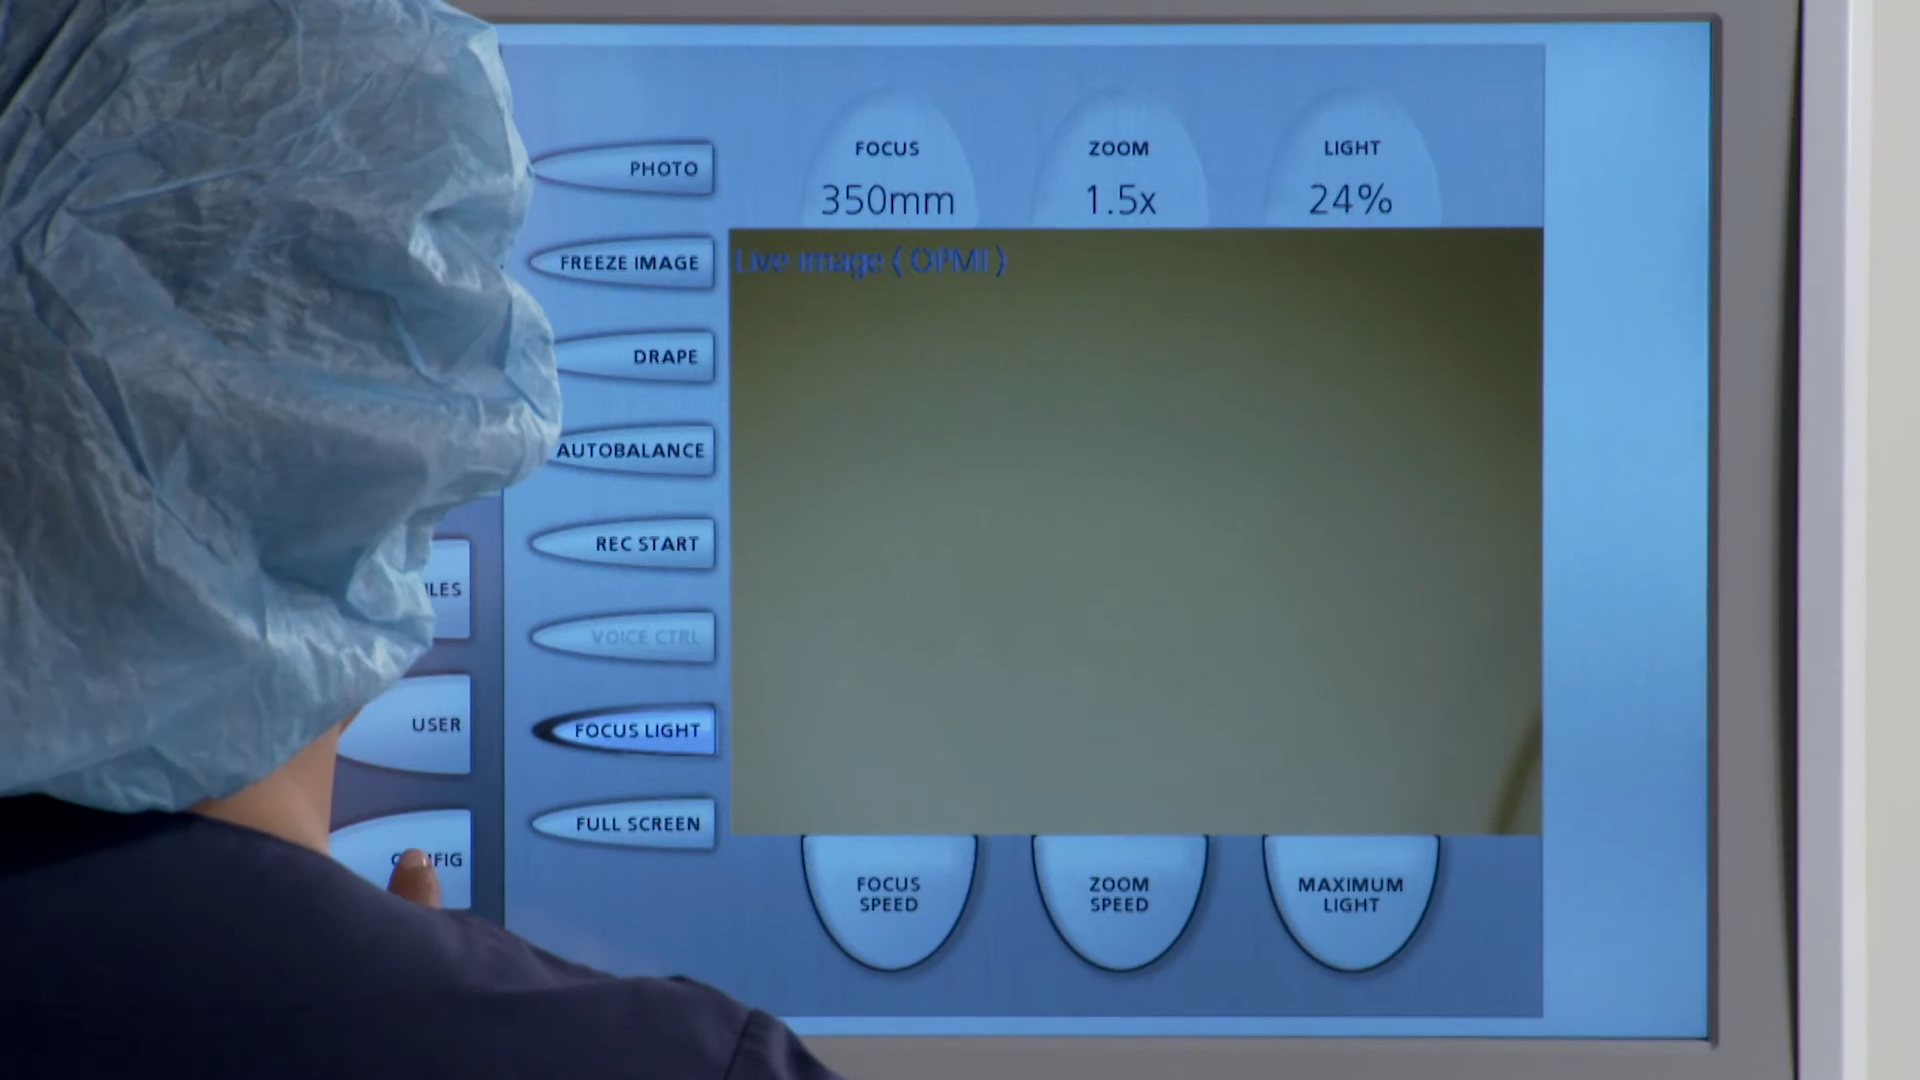 FOCUS
350mm
ZOOM
1.5x
LIGHT
24%
PHOTO
FREEZE IMAGE
DRAPE
AUTOBALANCE
REC START
VOICE CTRL
FOCUS LIGHT
FULL SCREEN
Live image ( OPMI )
USER
FOCUS
SPEED
ZOOM
SPEED
MAXIMUM
LIGHT